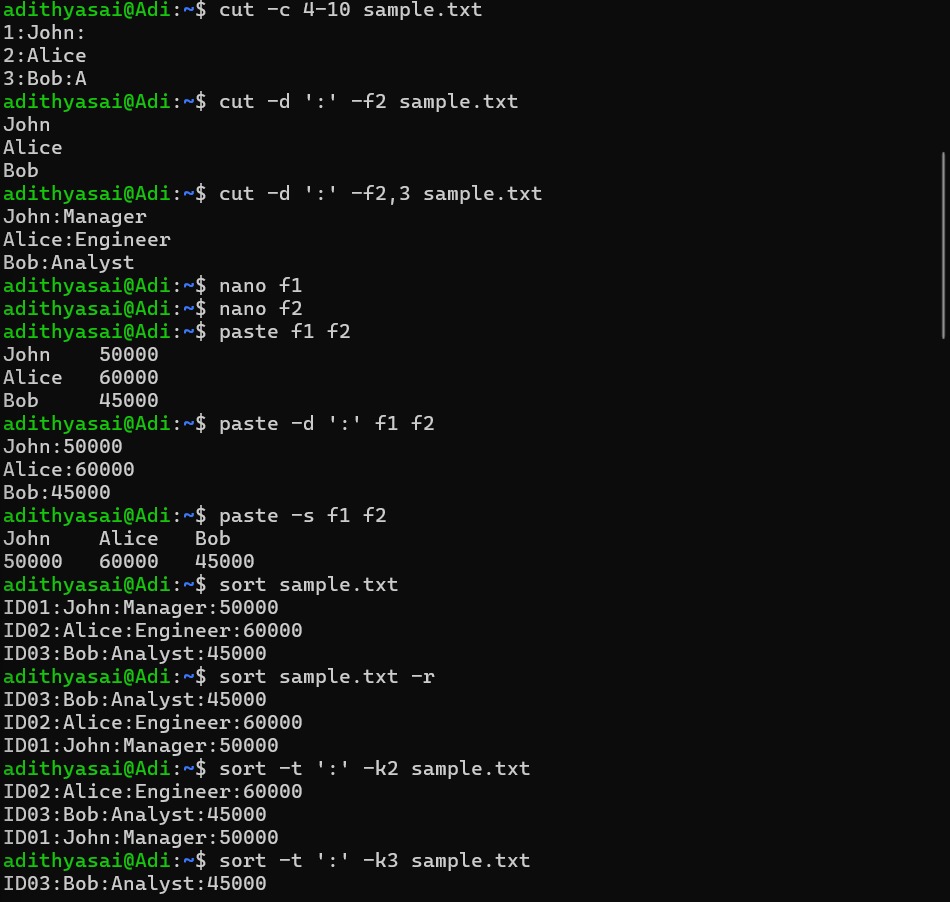 adithyasai@Adi:~$ cut -c 4-10 sample.txt
1:John:
2:Alice
3:Bob:A
adithyasai@Adi:~$ cut -d ':' -f2 sample.txt
John
Alice
Bob
adithyasai@Adi:~$ cut -d ':' -f2,3 sample.txt
John:Manager
Alice:Engineer
Bob:Analyst
adithyasai@Adi:~$ nano f1
adithyasai@Adi:~$ nano f2
adithyasai@Adi:~$ paste f1 f2
John    50000
Alice   60000
Bob     45000
adithyasai@Adi:~$ paste -d ':' f1 f2
John:50000
Alice:60000
Bob:45000
adithyasai@Adi:~$ paste -s f1 f2
John    Alice   Bob
50000   60000   45000
adithyasai@Adi:~$ sort sample.txt
ID01:John:Manager:50000
ID02:Alice:Engineer:60000
ID03:Bob:Analyst:45000
adithyasai@Adi:~$ sort sample.txt -r
ID03:Bob:Analyst:45000
ID02:Alice:Engineer:60000
ID01:John:Manager:50000
adithyasai@Adi:~$ sort -t ':' -k2 sample.txt
ID02:Alice:Engineer:60000
ID03:Bob:Analyst:45000
ID01:John:Manager:50000
adithyasai@Adi:~$ sort -t ':' -k3 sample.txt
ID03:Bob:Analyst:45000